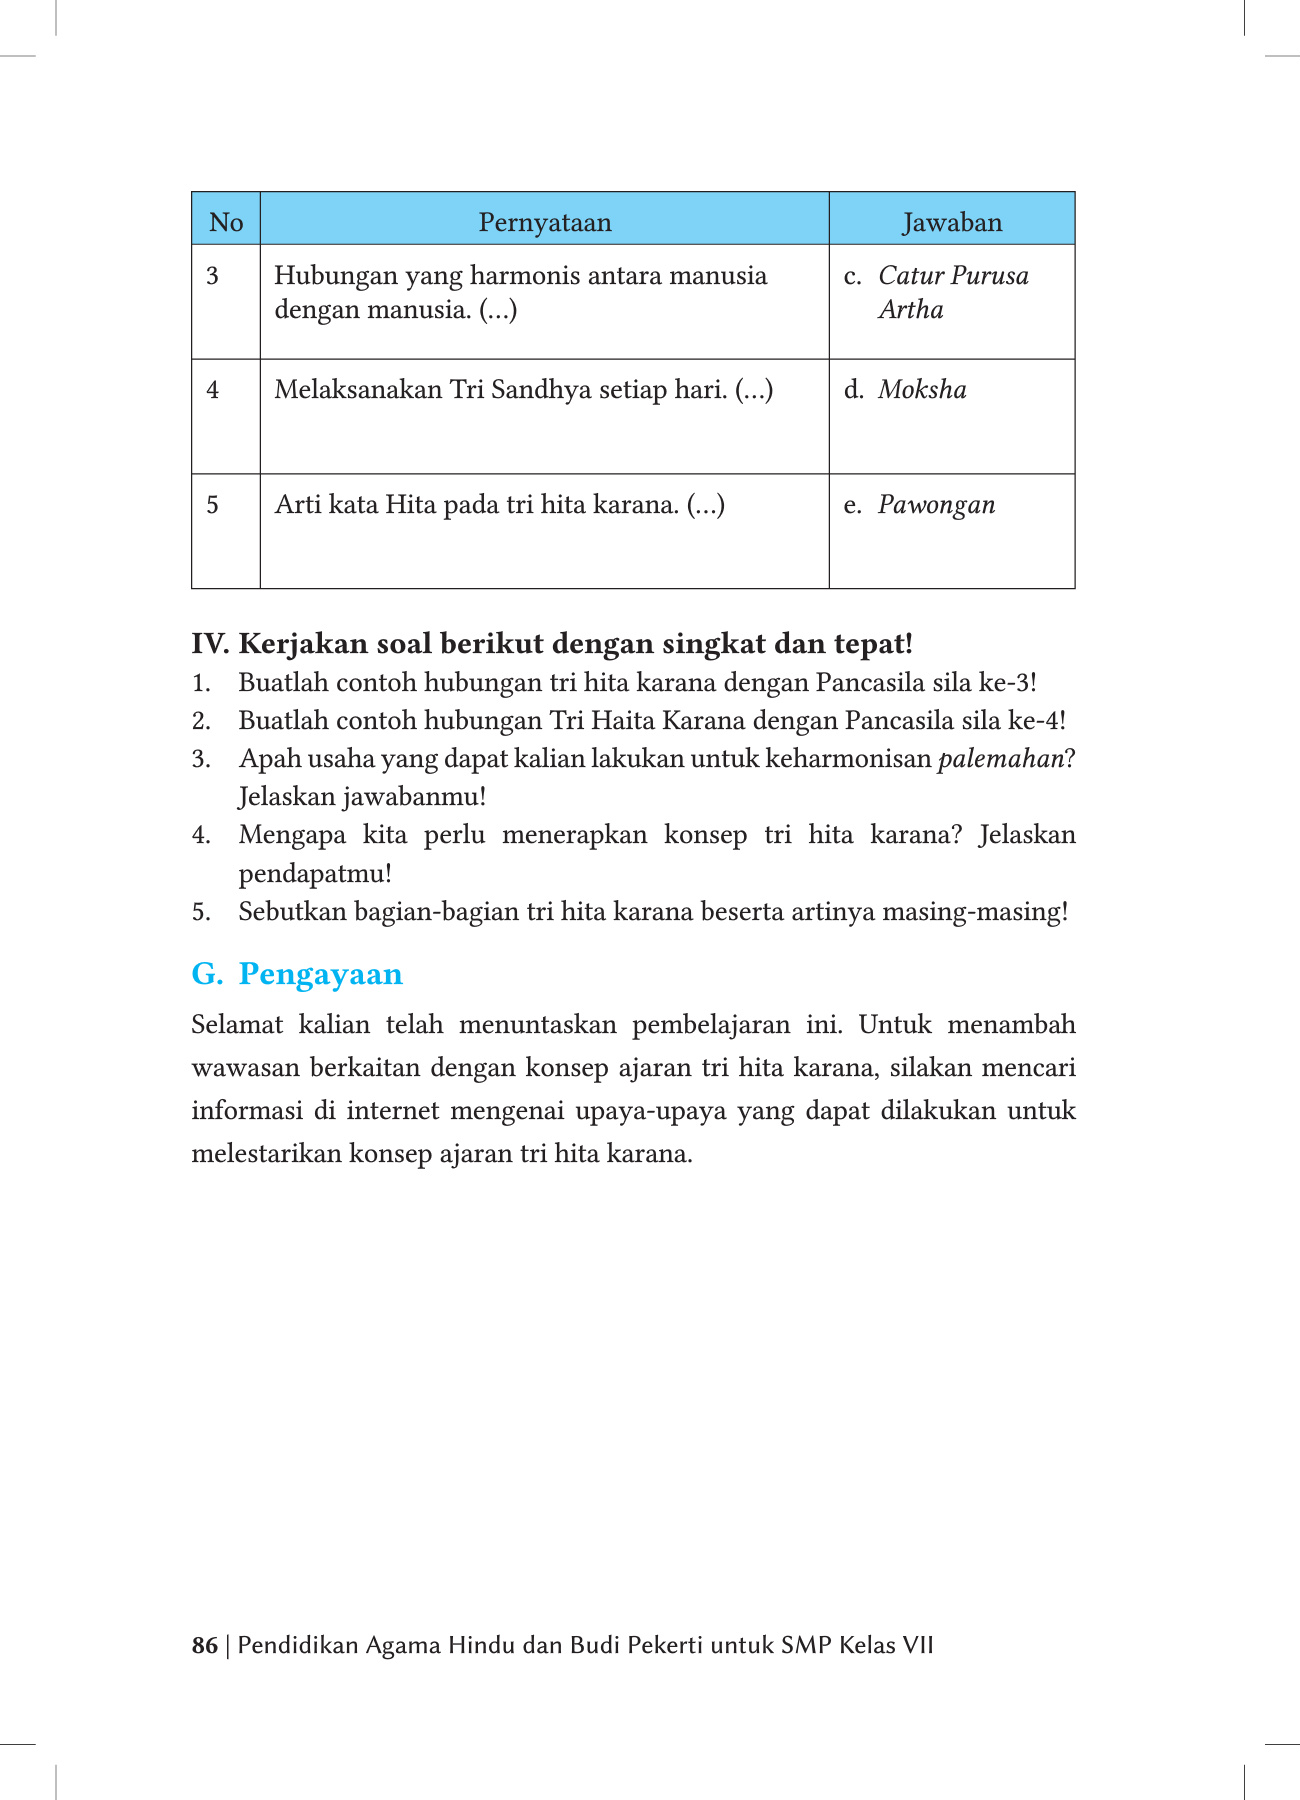 No Pernyataan Jawaban
3 Hubungan yang harmonis antara manusia c. Catur Purusa
dengan manusia. (…) Artha
4 Melaksanakan Tri Sandhya setiap hari. (…) d. Moksha
5 Arti kata Hita pada tri hita karana. (…) e. Pawongan
IV. Kerjakan soal berikut dengan singkat dan tepat!
1. Buatlah contoh hubungan tri hita karana dengan Pancasila sila ke-3!
2. Buatlah contoh hubungan Tri Haita Karana dengan Pancasila sila ke-4!
3. Apah usaha yang dapat kalian lakukan untuk keharmonisan palemahan?
Jelaskan jawabanmu!
4. Mengapa kita perlu menerapkan konsep tri hita karana? Jelaskan
pendapatmu!
5. Sebutkan bagian-bagian tri hita karana beserta artinya masing-masing!
G. Pengayaan
Selamat kalian telah menuntaskan pembelajaran ini. Untuk menambah
wawasan berkaitan dengan konsep ajaran tri hita karana, silakan mencari
informasi di internet mengenai upaya-upaya yang dapat dilakukan untuk
melestarikan konsep ajaran tri hita karana.
86 | Pendidikan Agama Hindu dan Budi Pekerti untuk SMP Kelas VII